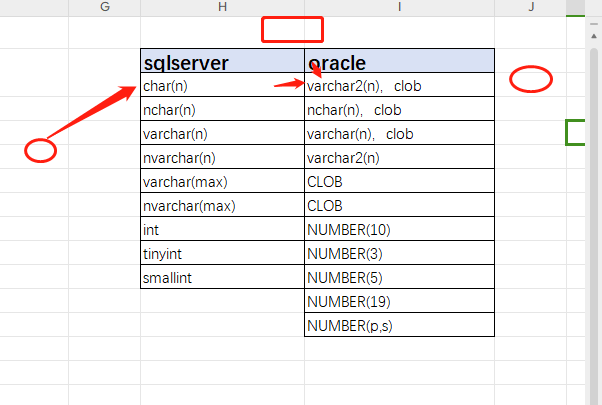 G H I J
sqlserver oracle
char(n) varchar2(n)，clob
nchar(n) nchar(n)，clob
varchar(n) varchar(n)，clob
nvarchar(n) varchar2(n)
varchar(max) CLOB
nvarchar(max) CLOB
int NUMBER(10)
tinyint NUMBER(3)
smallint NUMBER(5)
NUMBER(19)
NUMBER(p,s)